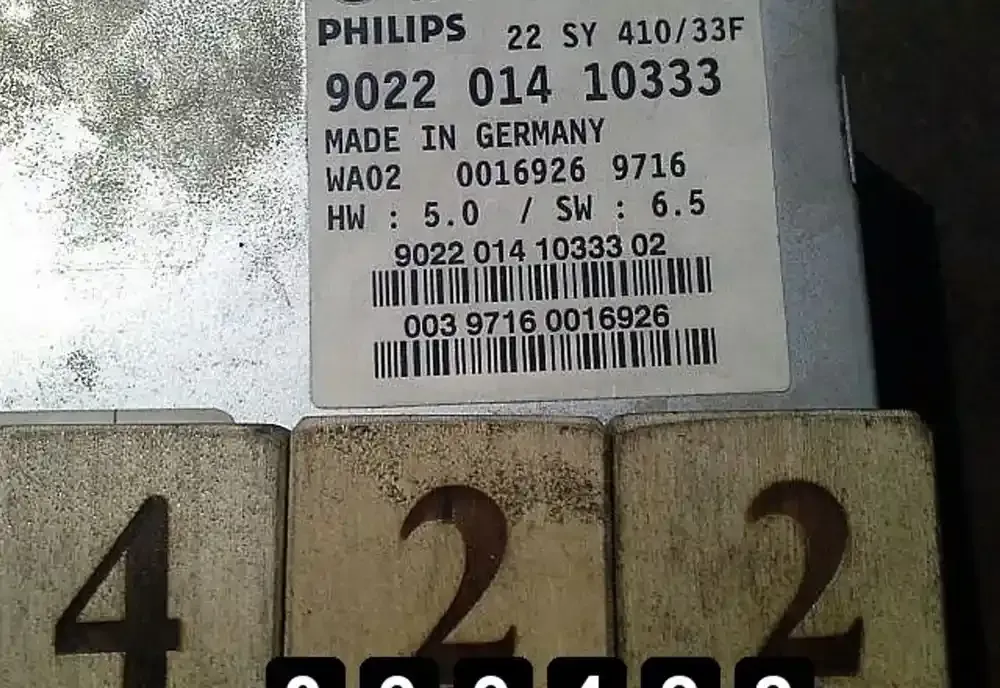 PHILIPS 22 SY 410/33F
9022 014 10333
MADE IN GERMANY
WA02 0016926 9716
HW : 5.0 / SW : 6.5
9022 014 10333 02
003 9716 0016926
4 2 2